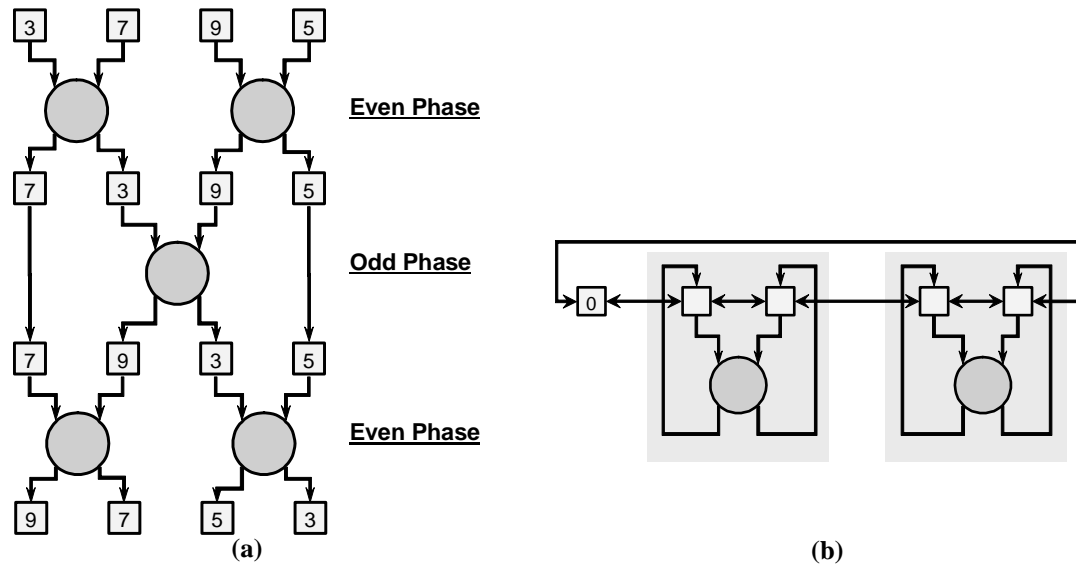 3 7 9 5
Even Phase
7 3 9 5
Odd Phase
0
7 9 3 5
Even Phase
9 7 5 3
(a)
(b)